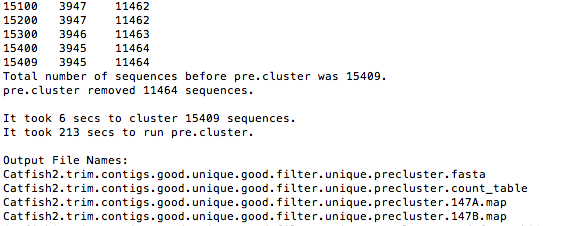 15100 3947 11462
15200 3947 11462
15300 3946 11463
15400 3945 11464
15409 3945 11464
Total number of sequences before pre.cluster was 15409.
pre.cluster removed 11464 sequences.
It took 6 secs to cluster 15409 sequences.
It took 213 secs to run pre.cluster.
Output File Names:
Catfish2.trim.contigs.good.unique.good.filter.unique.precluster.fasta
Catfish2.trim.contigs.good.unique.good.filter.unique.precluster.count_table
Catfish2.trim.contigs.good.unique.good.filter.unique.precluster.147A.map
Catfish2.trim.contigs.good.unique.good.filter.unique.precluster.147B.map